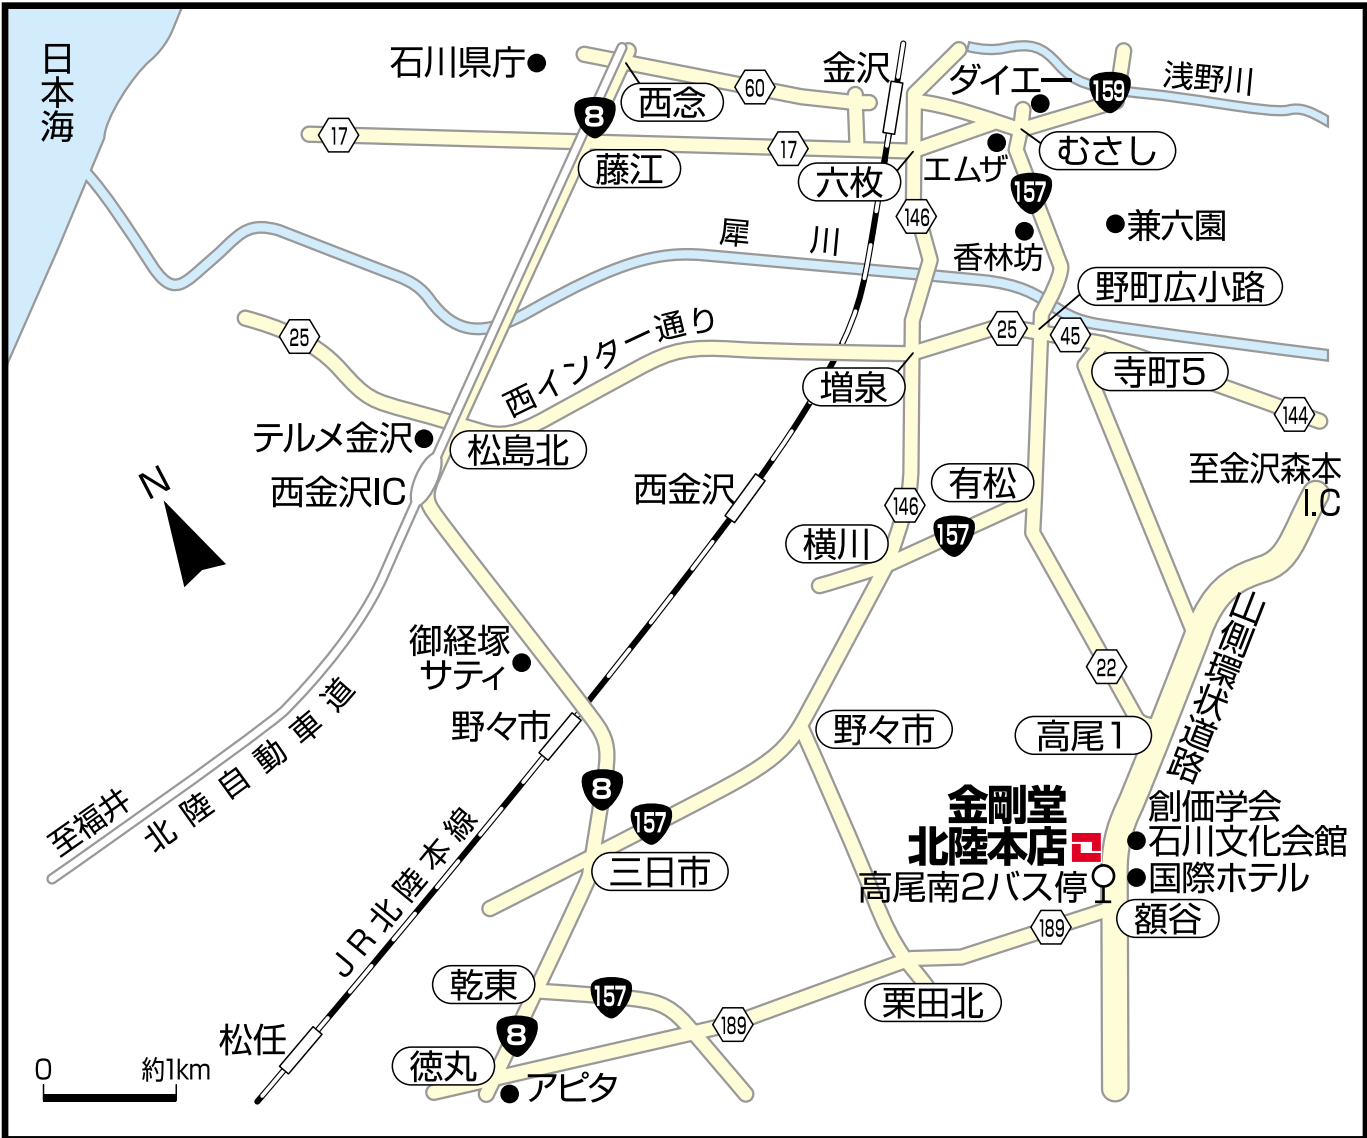 日本海
石川県庁
8
西念
60
金沢
ダイエー
159
浅野川
17
藤江
17
六枚
エムザ
むさし
157
146
兼六園
犀川
香林坊
野町広小路
25
西インター通り
25
45
増泉
寺町5
144
テルメ金沢
松島北
西金沢IC
N
西金沢
146
有松
157
横川
至金沢森本
I.C
山側環状道路
御経塚
サティ
22
野々市
野々市
高尾1
至福井
北陸自動車道
8
157
金剛堂
北陸本店
創価学会
石川文化会館
国際ホテル
高尾南2バス停
三日市
額谷
189
JR北陸本線
乾東
157
栗田北
8
189
松任
徳丸
アピタ
0
約1km